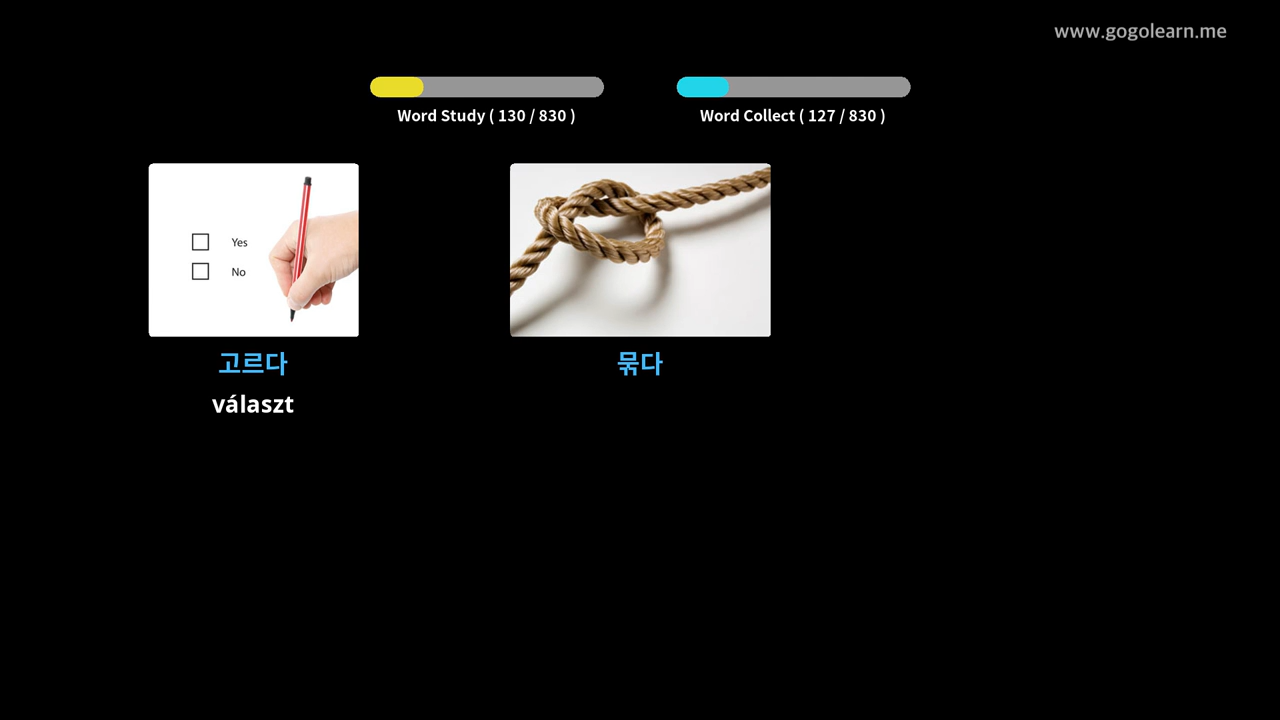 www.gogolearn.me
Word Study ( 130 / 830 )
Word Collect ( 127 / 830 )
Yes
No
고르다
묶다
választ